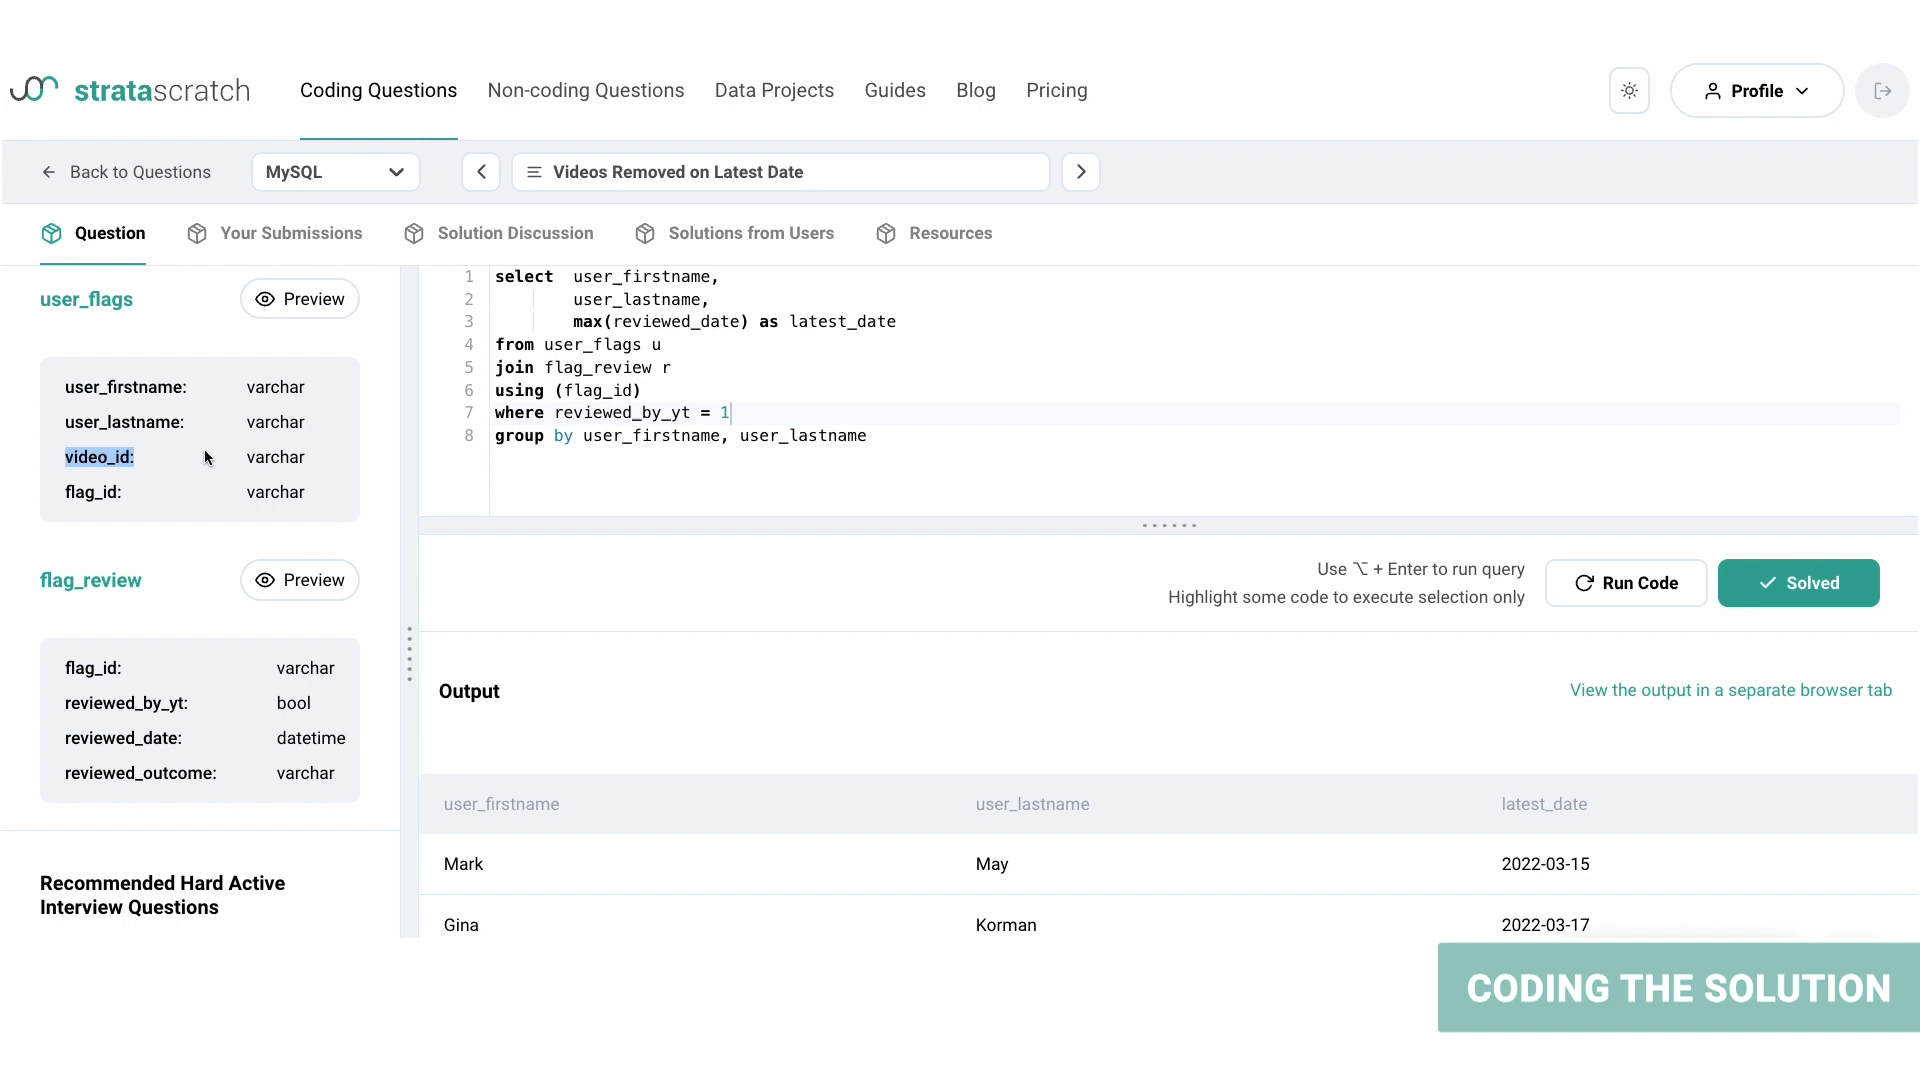 stratascratch
Coding Questions
Non-coding Questions
Data Projects
Guides
Blog
Pricing
Profile
Back to Questions
MySQL
Videos Removed on Latest Date
Question
Your Submissions
Solution Discussion
Solutions from Users
Resources
user_flags
Preview
user_firstname: varchar
user_lastname: varchar
video_id: varchar
flag_id: varchar
flag_review
Preview
flag_id: varchar
reviewed_by_yt: bool
reviewed_date: datetime
reviewed_outcome: varchar
Recommended Hard Active
Interview Questions
1 select user_firstname,
2 user_lastname,
3 max(reviewed_date) as latest_date
4 from user_flags u
5 join flag_review r
6 using (flag_id)
7 where reviewed_by_yt = 1
8 group by user_firstname, user_lastname
Use ⌥ + Enter to run query
Highlight some code to execute selection only
Run Code
Solved
Output
View the output in a separate browser tab
user_firstname user_lastname latest_date
Mark May 2022-03-15
Gina Korman 2022-03-17
CODING THE SOLUTION